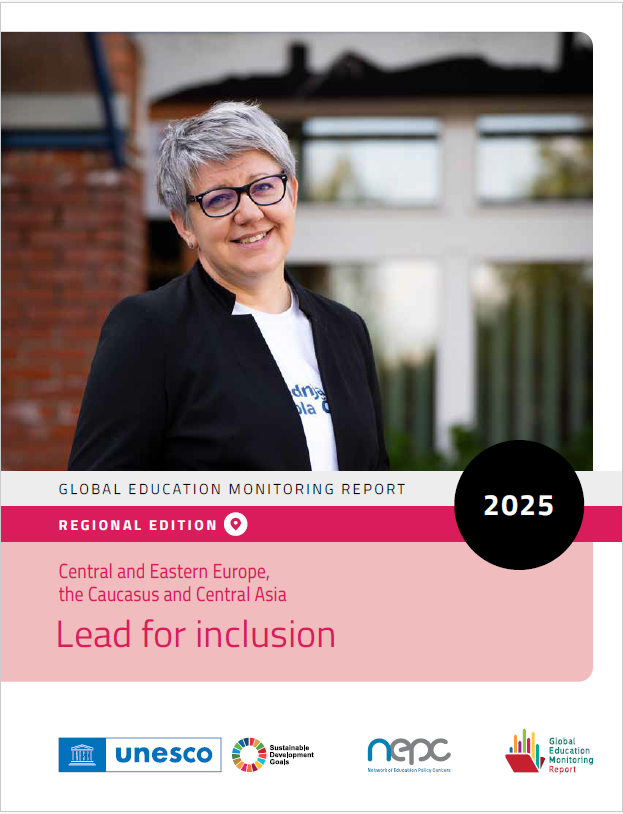 GLOBAL EDUCATION MONITORING REPORT
2025
REGIONAL EDITION
Central and Eastern Europe,
the Caucasus and Central Asia
Lead for inclusion
unesco
Sustainable
Development
Goals
nepc
Network of Education Policy Centers
Global
Education
Monitoring
Report